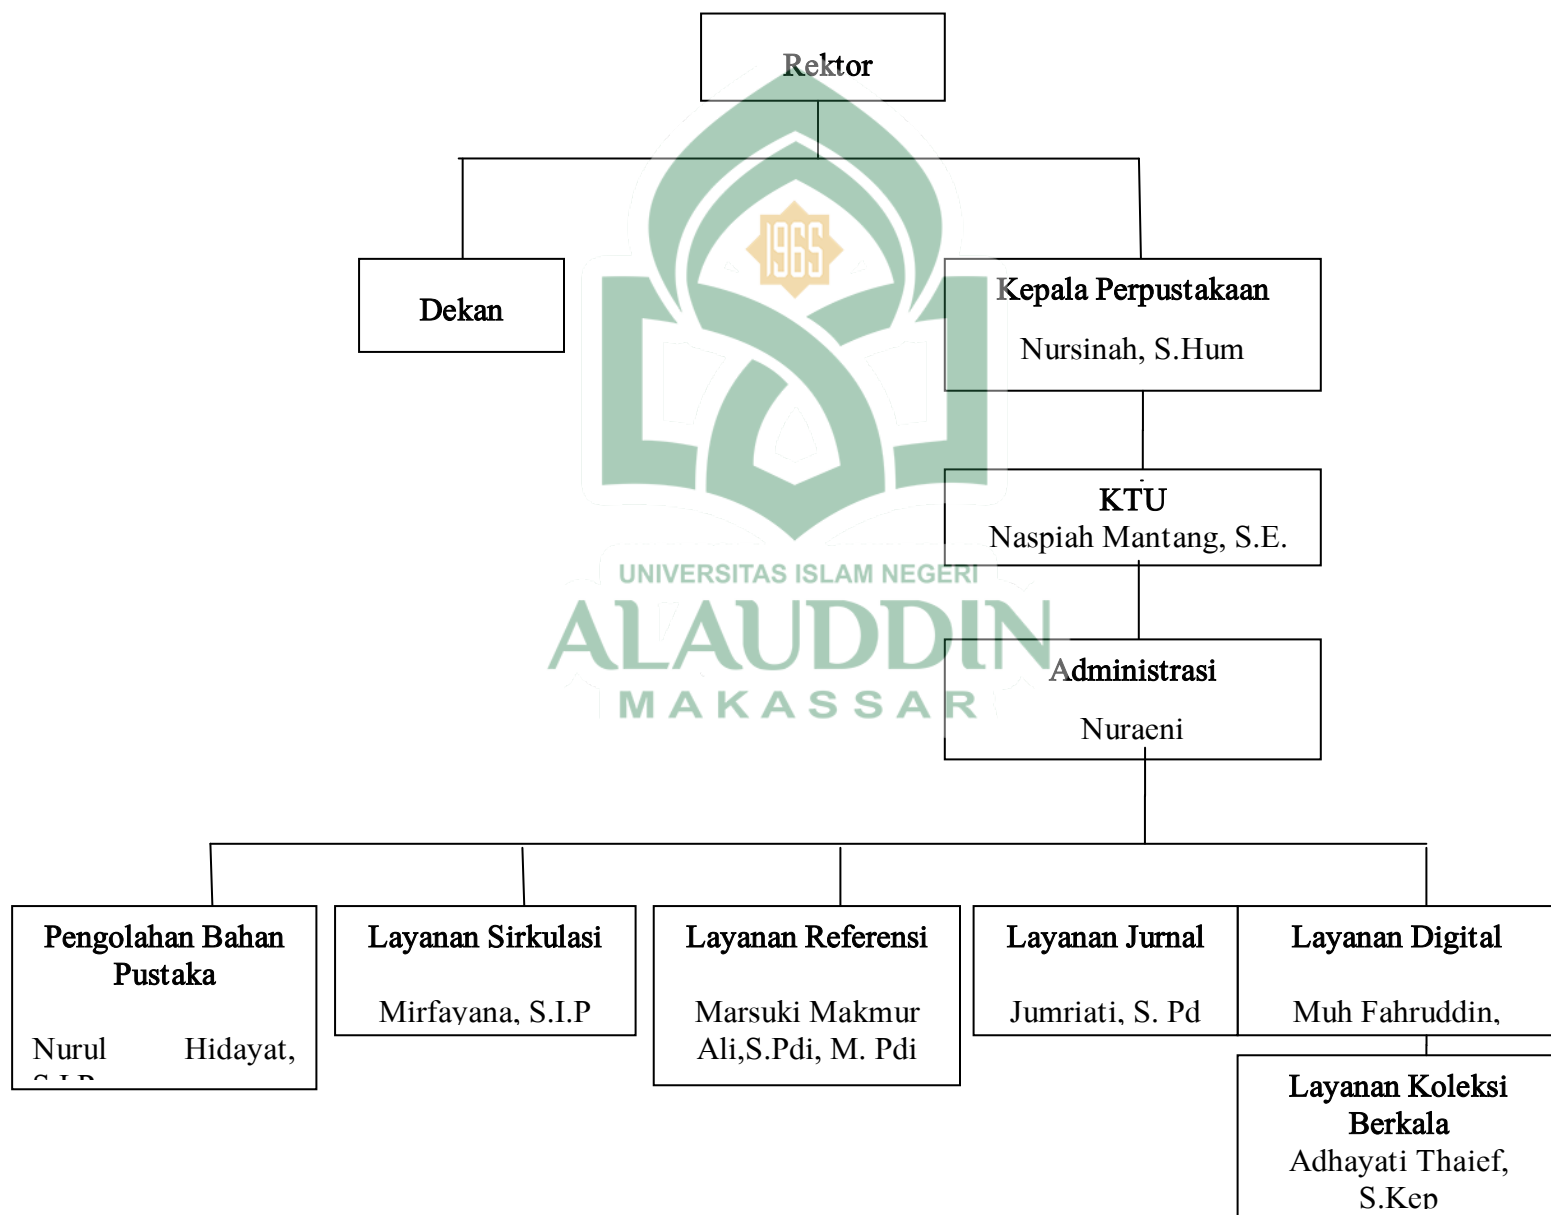 Rektor
1965
Dekan
Kepala Perpustakaan
Nursinah, S.Hum
KTU
Naspiah Mantang, S.E.
UNIVERSITAS ISLAM NEGERI
ALAUDDIN
MAKASSAR
Administrasi
Nuraeni
Pengolahan Bahan
Pustaka
Nurul Hidayat,
S.I.P
Layanan Sirkulasi
Mirfayana, S.I.P
Layanan Referensi
Marsuki Makmur
Ali,S.Pdi, M. Pdi
Layanan Jurnal
Jumriati, S. Pd
Layanan Digital
Muh Fahruddin,
Layanan Koleksi
Berkala
Adhayati Thaief,
S.Kep